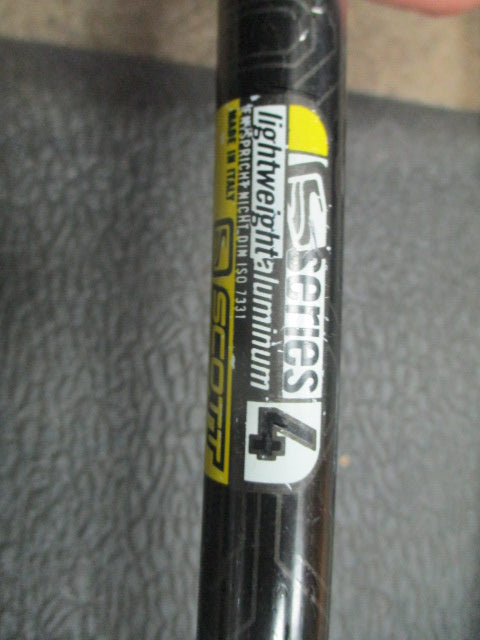 S series 4
lightweight aluminum
ENTSPRICHT NICHT DIN ISO 7331
MADE IN ITALY
SCOTT